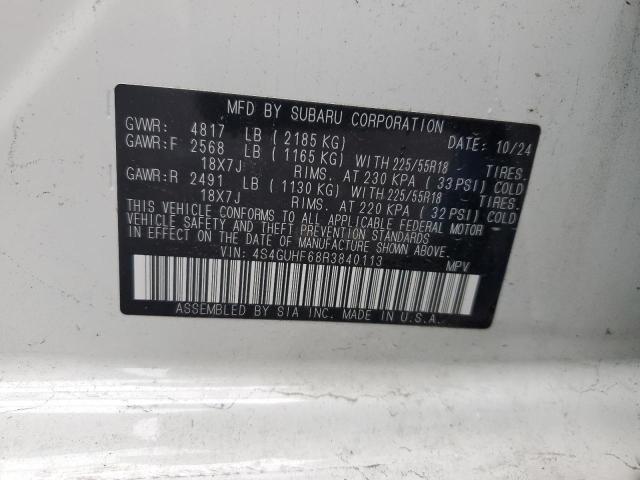 MFD BY SUBARU CORPORATION
GVWR: 4817 LB (2185 KG) DATE: 10/24
GAWR:F 2568 LB (1165 KG) WITH 225/55R18 TIRES.
18X7J RIMS. AT 230 KPA (33 PSI) COLD
GAWR:R 2491 LB (1130 KG) WITH 225/55R18 TIRES.
18X7J RIMS. AT 220 KPA (32 PSI) COLD
THIS VEHICLE CONFORMS TO ALL APPLICABLE FEDERAL MOTOR
VEHICLE SAFETY AND THEFT PREVENTION STANDARDS
IN EFFECT ON THE DATE OF MANUFACTURE SHOWN ABOVE.
VIN: 4S4GUHF68R3840113 MPV
ASSEMBLED BY SIA INC. MADE IN U.S.A.